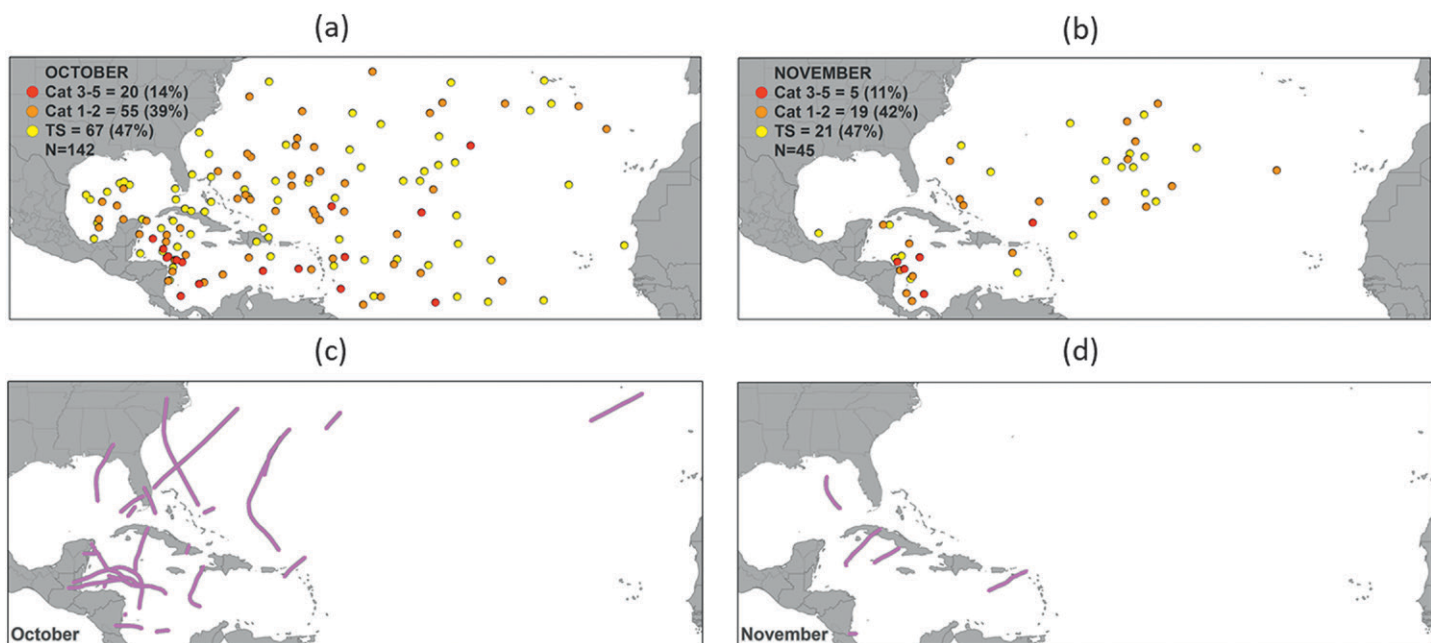 (a)
OCTOBER
Cat 3-5 = 20 (14%)
Cat 1-2 = 55 (39%)
TS = 67 (47%)
N=142
(b)
NOVEMBER
Cat 3-5 = 5 (11%)
Cat 1-2 = 19 (42%)
TS = 21 (47%)
N=45
(c)
October
(d)
November